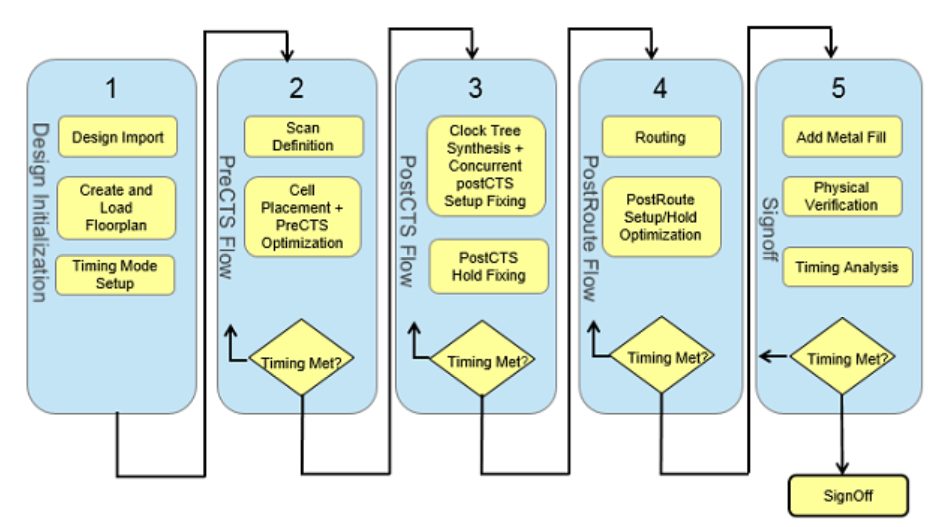 1
Design Initialization
Design Import
Create and
Load
Floorplan
Timing Mode
Setup
2
PreCTS Flow
Scan
Definition
Cell
Placement +
PreCTS
Optimization
Timing Met?
3
PostCTS Flow
Clock Tree
Synthesis +
Concurrent
postCTS
Setup Fixing
PostCTS
Hold Fixing
Timing Met?
4
PostRoute Flow
Routing
PostRoute
Setup/Hold
Optimization
Timing Met?
5
Signoff
Add Metal Fill
Physical
Verification
Timing Analysis
Timing Met?
SignOff